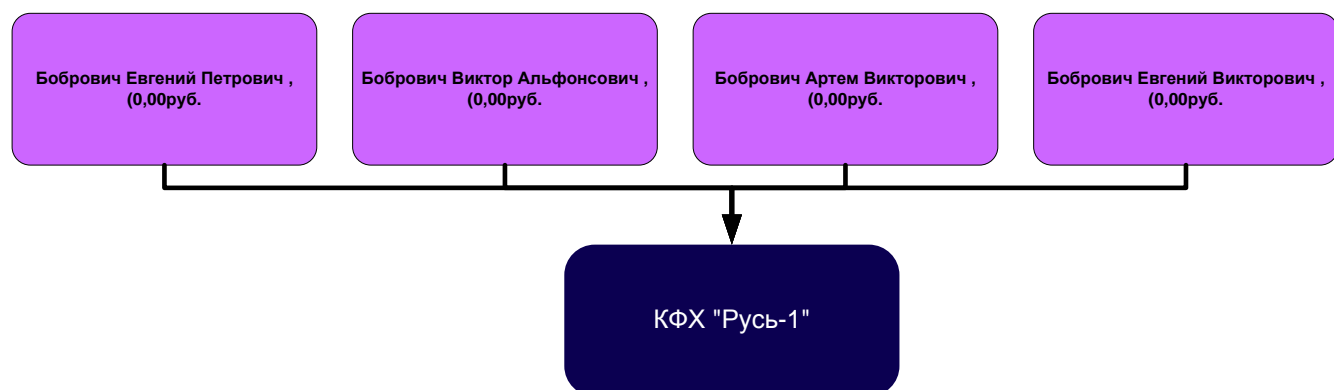 Бобрович Евгений Петрович ,
(0,00руб.
Бобрович Виктор Альфонсович ,
(0,00руб.
Бобрович Артем Викторович ,
(0,00руб.
Бобрович Евгений Викторович ,
(0,00руб.
КФХ "Русь-1"